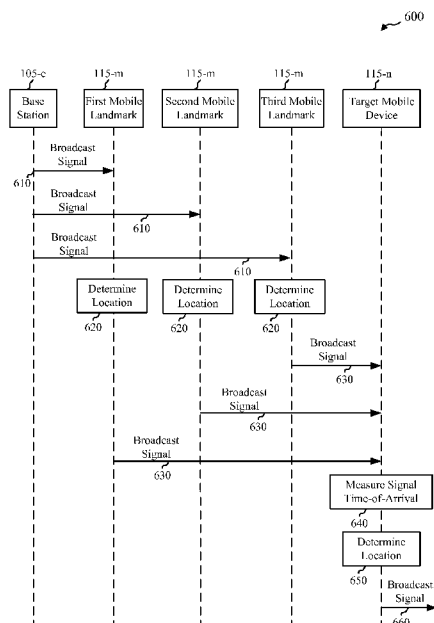 600
105-c 115-m 115-m 115-m 115-n
Base Station First Mobile Landmark Second Mobile Landmark Third Mobile Landmark Target Mobile Device
Broadcast
Signal
610
Broadcast
Signal
610
Broadcast
Signal
610
Determine Location Determine Location Determine Location
620 620 620
Broadcast
Signal
630
Broadcast
Signal
630
Broadcast
Signal
630
Measure Signal
Time-of-Arrival
640
Determine
Location
650
Broadcast
Signal
660